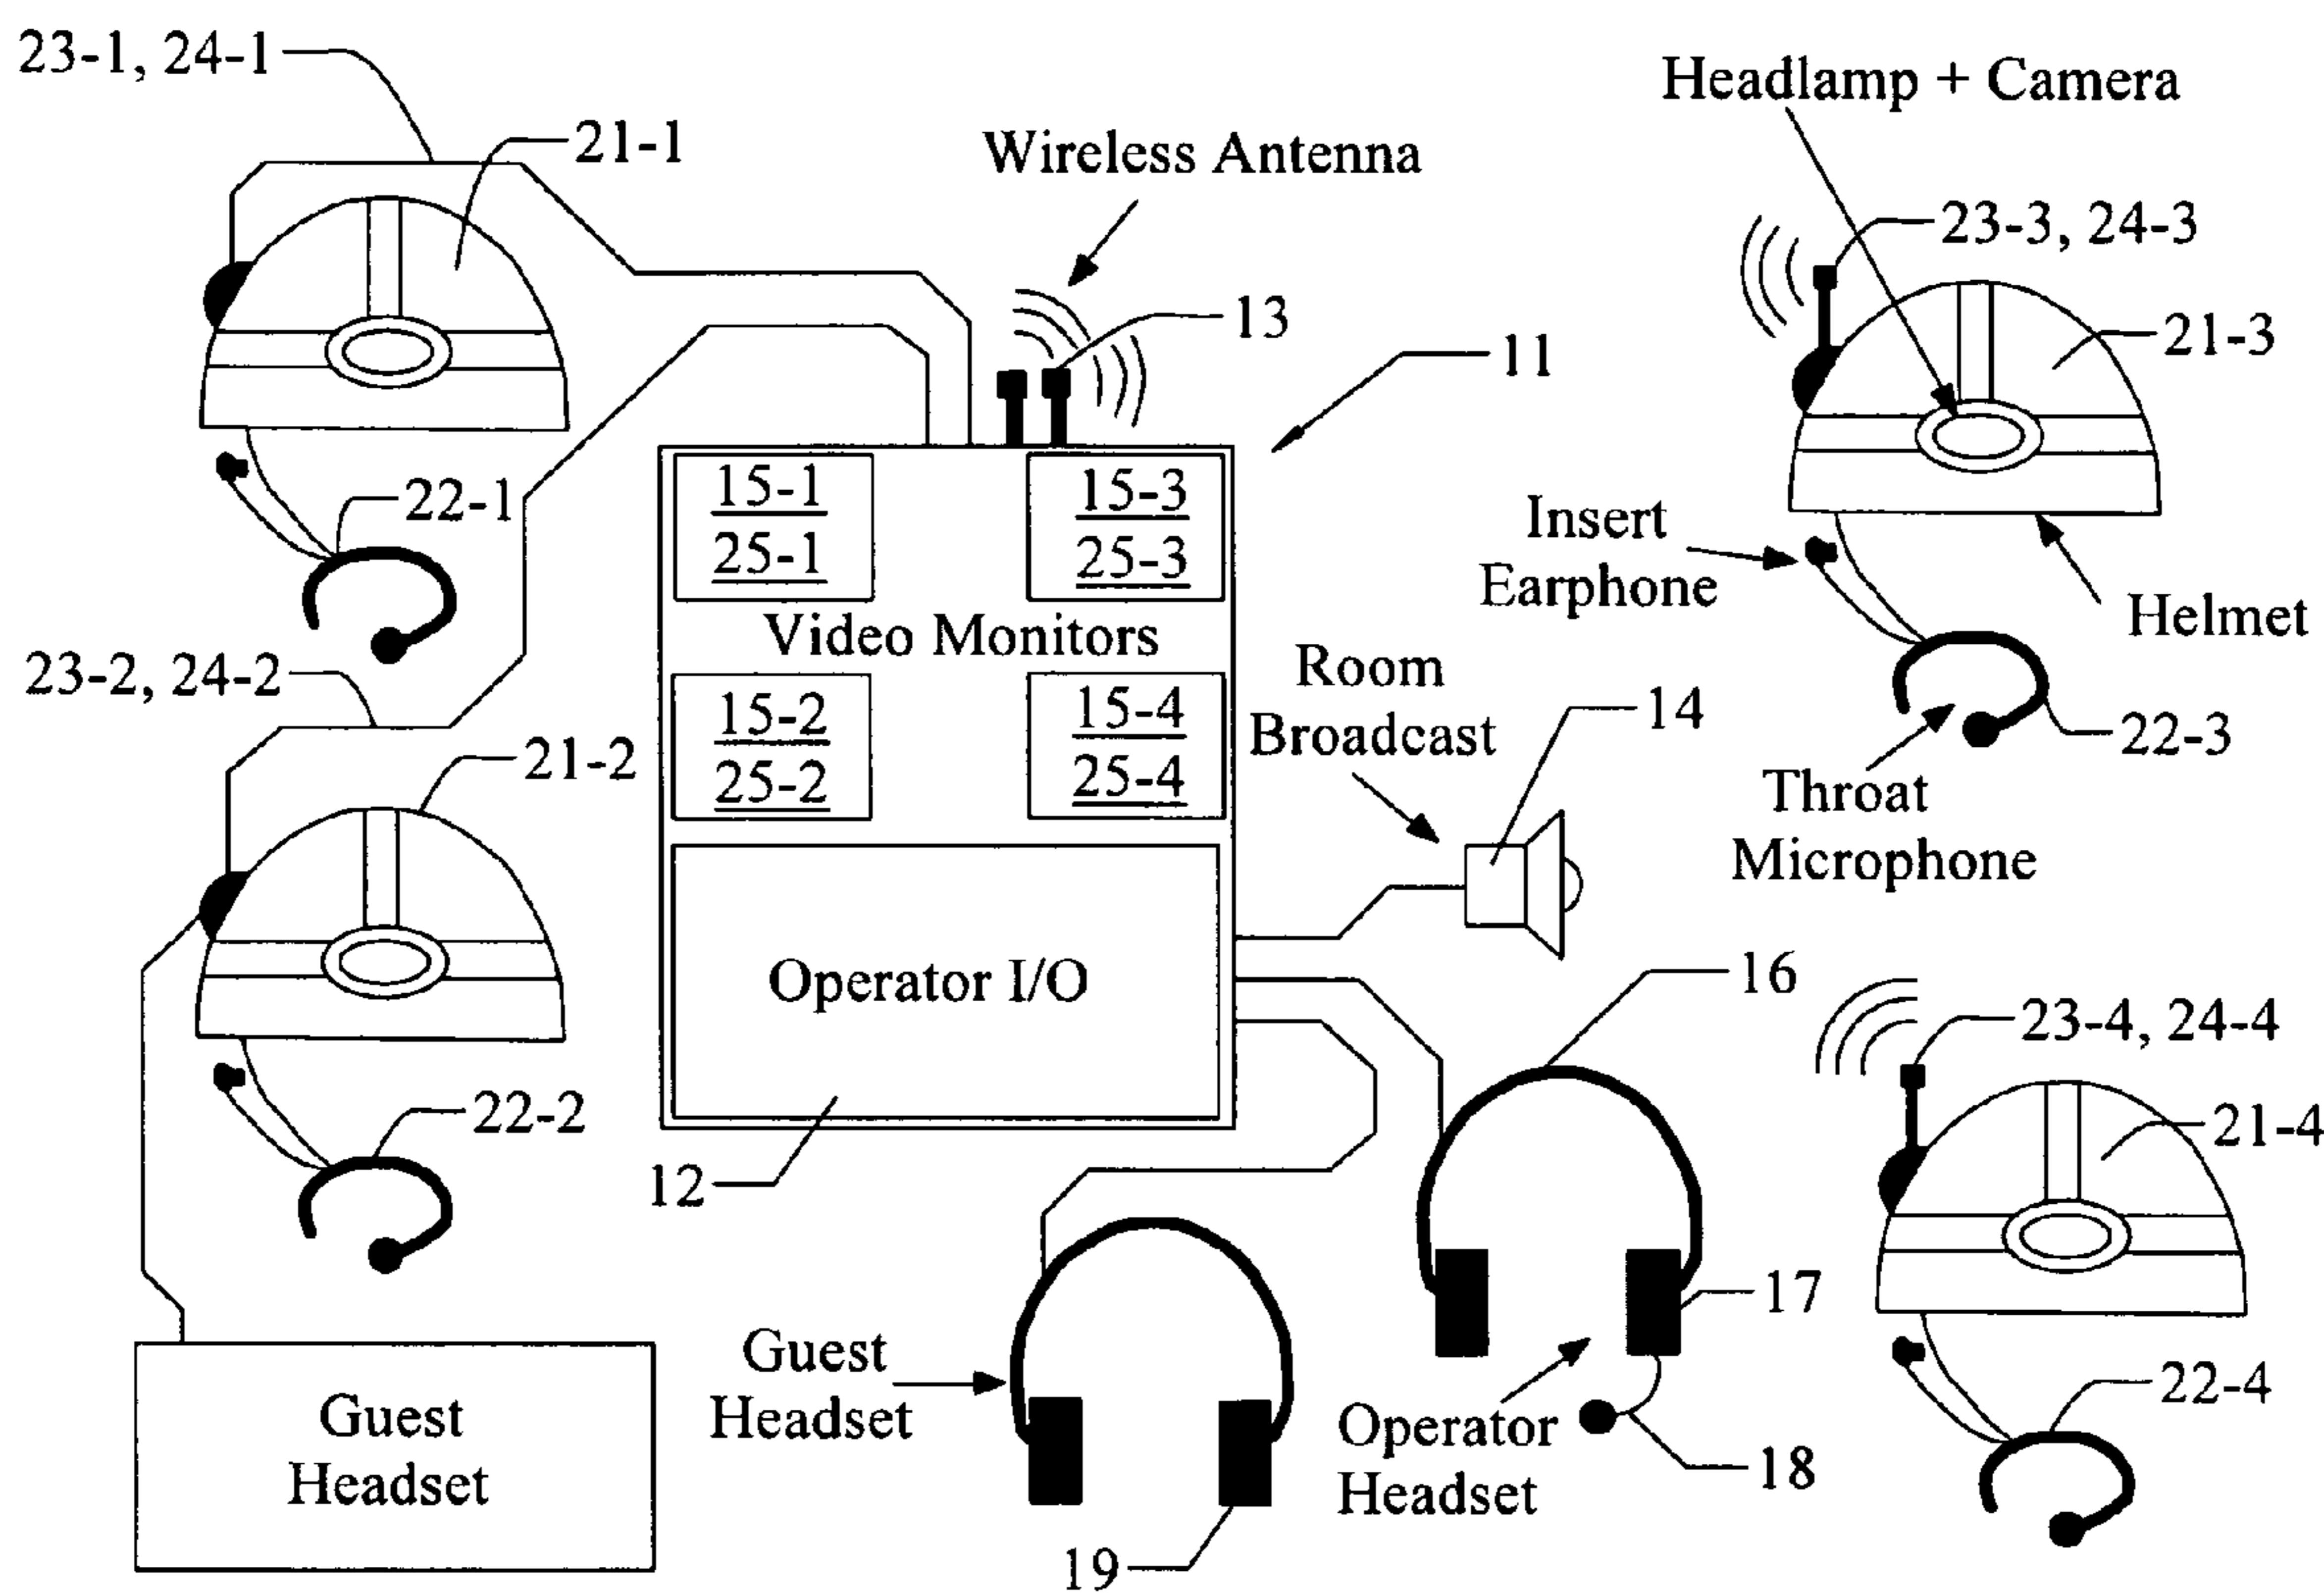 23-1, 24-1
Headlamp + Camera
21-1
Wireless Antenna
23-3, 24-3
13
11
21-3
15-1
25-1
15-3
25-3
22-1
Insert
Earphone
Helmet
Video Monitors
23-2, 24-2
Room
Broadcast
14
15-2
25-2
15-4
25-4
22-3
21-2
Throat
Microphone
Operator I/O
16
23-4, 24-4
22-2
21-4
12
17
Guest
Headset
Operator
Headset
22-4
18
Guest
Headset
19